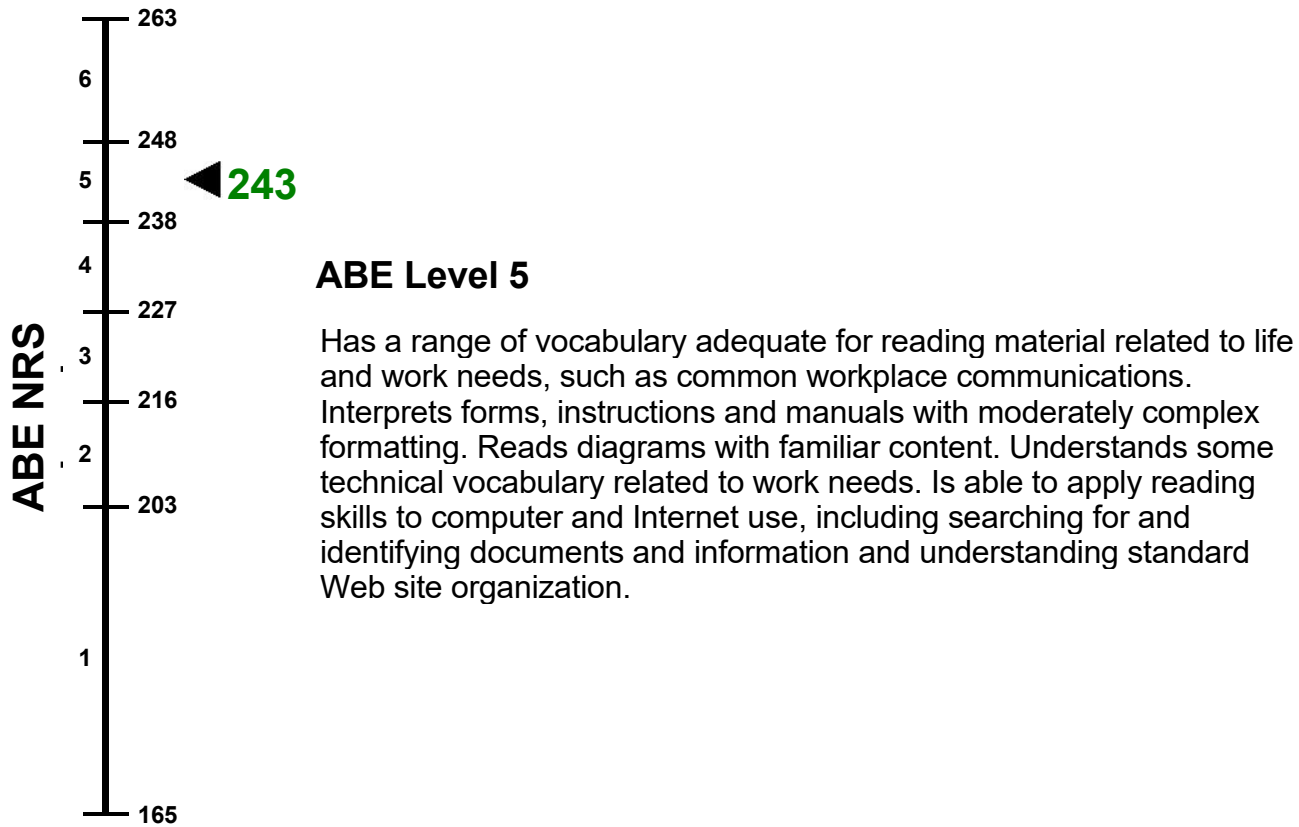 263
6
248
5
243
238
4
ABE Level 5
227
ABE NRS
Has a range of vocabulary adequate for reading material related to life
3
and work needs, such as common workplace communications.
216
Interprets forms, instructions and manuals with moderately complex
formatting. Reads diagrams with familiar content. Understands some
2
technical vocabulary related to work needs. Is able to apply reading
203
skills to computer and Internet use, including searching for and
identifying documents and information and understanding standard
Web site organization.
1
165